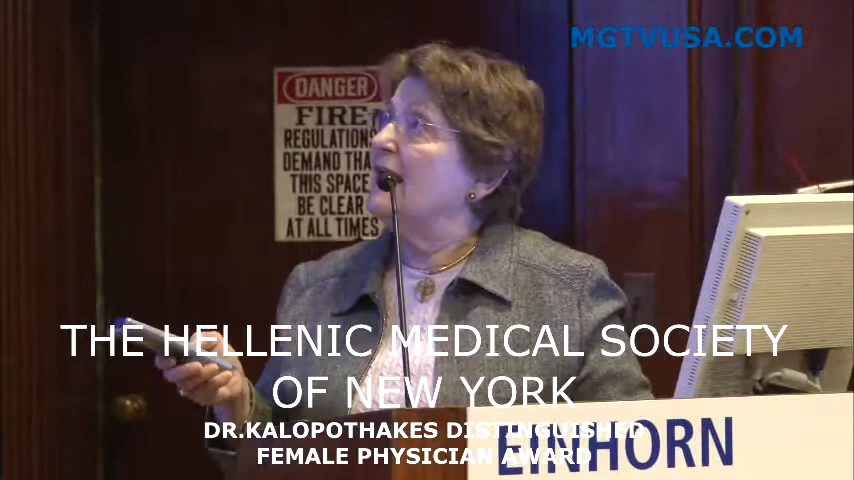 MGTVUSA.COM
DANGER
FIRE
REGULATIONS
DEMAND THA
THIS SPACE
BE CLEAR
AT ALL TIMES
THE HELLENIC MEDICAL SOCIETY
OF NEW YORK
DR.KALOPOTHAKES DISTINGUISHED
FEMALE PHYSICIAN AWARD
EINHORN